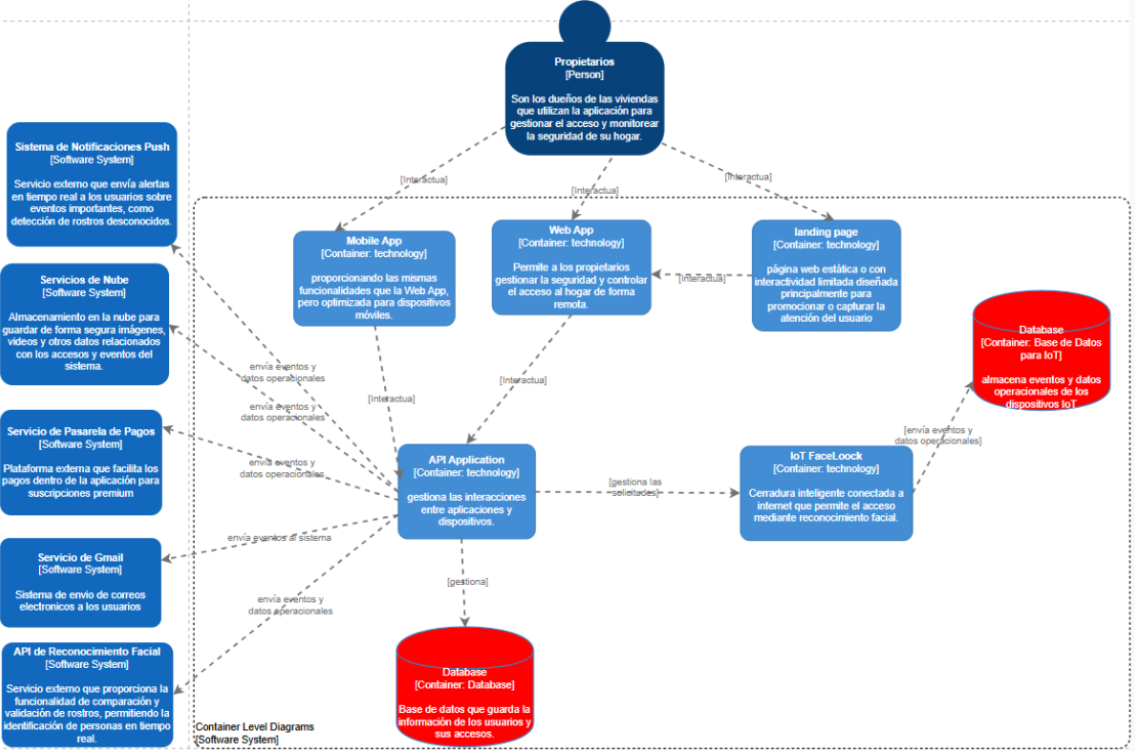 Propietarios
[Person]
Son los dueños de las viviendas
que utilizan la aplicación para
gestionar el acceso y monitorear
la seguridad de su hogar.
Sistema de Notificaciones Push
[Software System]
Servicio externo que envía alertas
en tiempo real a los usuarios sobre
eventos importantes, como
detección de rostros desconocidos.
[Interactua]
[Interactua]
[Interactua]
Mobile App
[Container: technology]
proporcionando las mismas
funcionalidades que la Web App,
pero optimizada para dispositivos
móviles.
Web App
[Container: technology]
Permite a los propietarios
gestionar la seguridad y controlar
el acceso al hogar de forma
remota.
[Interactua]
landing page
[Container: technology]
página web estática o con
interactividad limitada diseñada
principalmente para
promocionar o capturar la
atención del usuario
Servicios de Nube
[Software System]
Almacenamiento en la nube para
guardar de forma segura imágenes,
videos y otros datos relacionados
con los accesos y eventos del
sistema.
Database
[Container: Base de Datos
para IoT]
almacena eventos y datos
operacionales de los
dispositivos IoT
envía eventos y
datos operacionales
envía eventos y
datos operacionales
envía eventos y
datos operacionales
[Interactua]
[Interactua]
[envía eventos y
datos operacionales]
Servicio de Pasarela de Pagos
[Software System]
Plataforma externa que facilita los
pagos dentro de la aplicación para
suscripciones premium
API Application
[Container: technology]
gestiona las interacciones
entre aplicaciones y
dispositivos.
[gestiona las
solicitudes]
IoT FaceLoock
[Container: technology]
Cerradura inteligente conectada a
internet que permite el acceso
mediante reconocimiento facial.
envía eventos al sistema
Servicio de Gmail
[Software System]
Sistema de envio de correos
electronicos a los usuarios
[gestiona]
envía eventos y
datos operacionales
API de Reconocimiento Facial
[Software System]
Servicio externo que proporciona la
funcionalidad de comparación y
validación de rostros, permitiendo la
identificación de personas en tiempo
real.
Database
[Container: Database]
Base de datos que guarda la
información de los usuarios y
sus accesos.
Container Level Diagrams
[Software System]